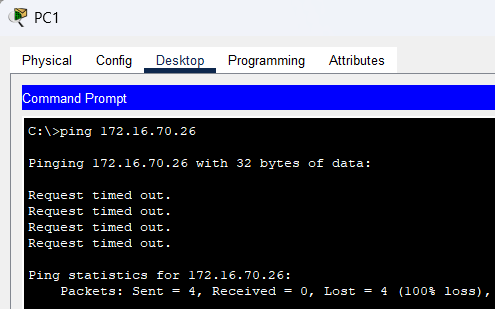 PC1
Physical Config Desktop Programming Attributes
Command Prompt
C:\>ping 172.16.70.26
Pinging 172.16.70.26 with 32 bytes of data:
Request timed out.
Request timed out.
Request timed out.
Request timed out.
Ping statistics for 172.16.70.26:
Packets: Sent = 4, Received = 0, Lost = 4 (100% loss),